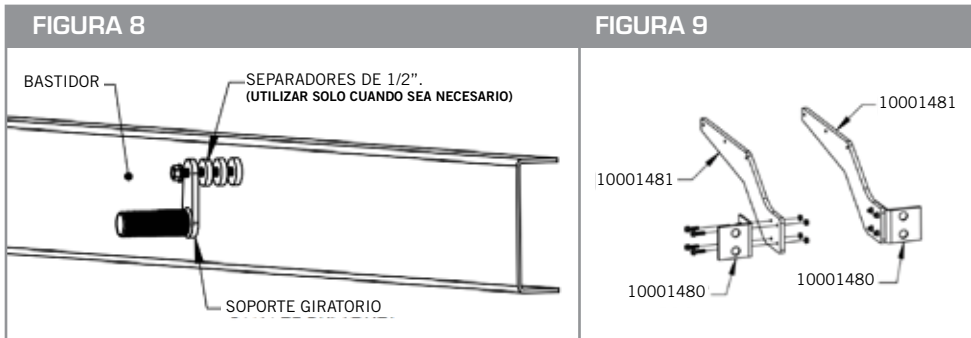 FIGURA 8
BASTIDOR
SEPARADORES DE 1/2”.
(UTILIZAR SOLO CUANDO SEA NECESARIO)
SOPORTE GIRATORIO
FIGURA 9
10001481
10001481
10001480
10001480